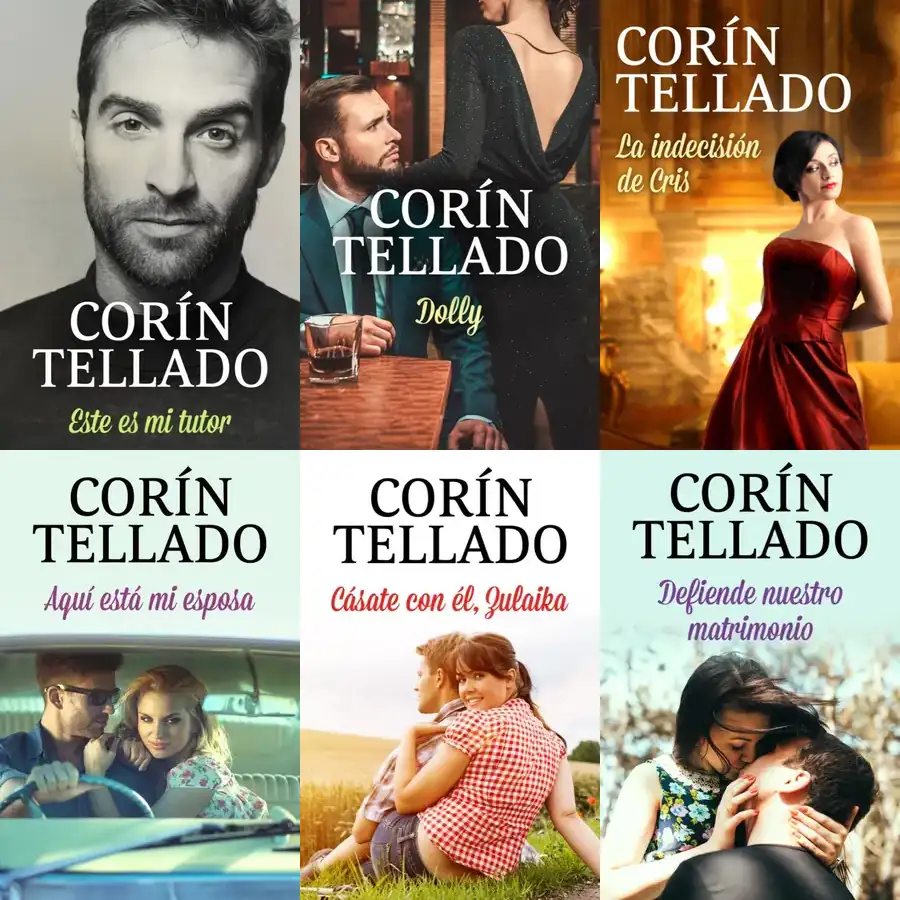 CORÍN
TELLADO
Este es mi tutor
CORÍN
TELLADO
Dolly
CORÍN
TELLADO
La indecisión
de Cris
CORÍN
TELLADO
Aquí está mi esposa
CORÍN
TELLADO
Cásate con él, Zulaika
CORÍN
TELLADO
Defiende nuestro
matrimonio